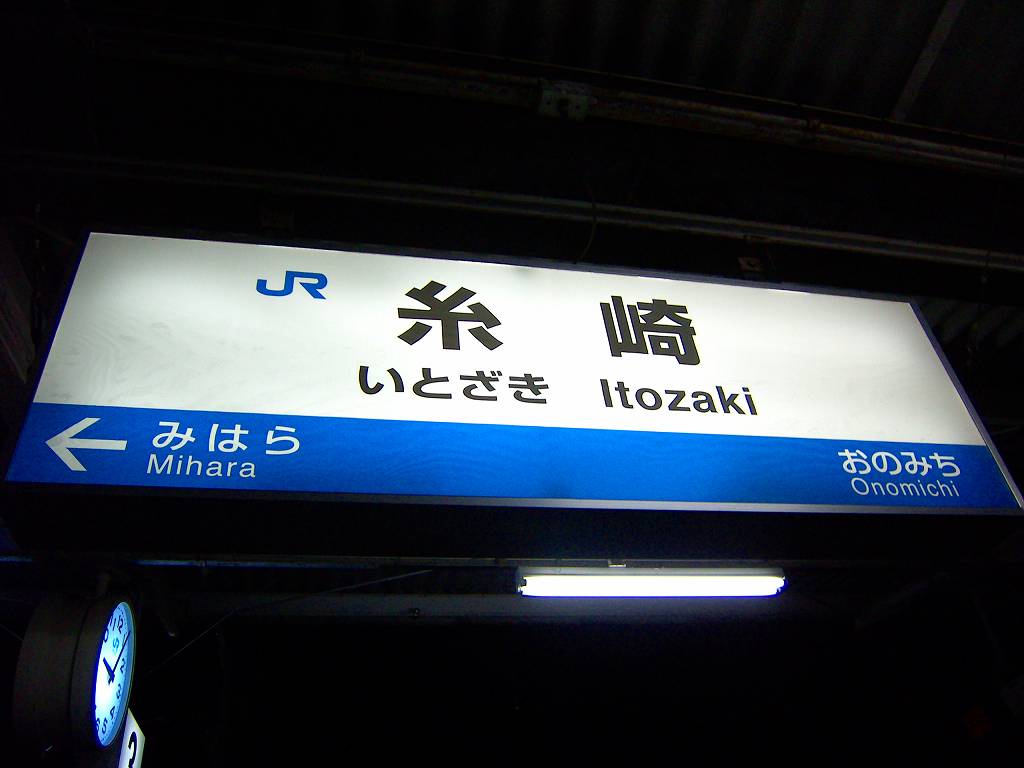 JR 糸崎
いとざき Itozaki
みはら
Mihara
おのみち
Onomichi